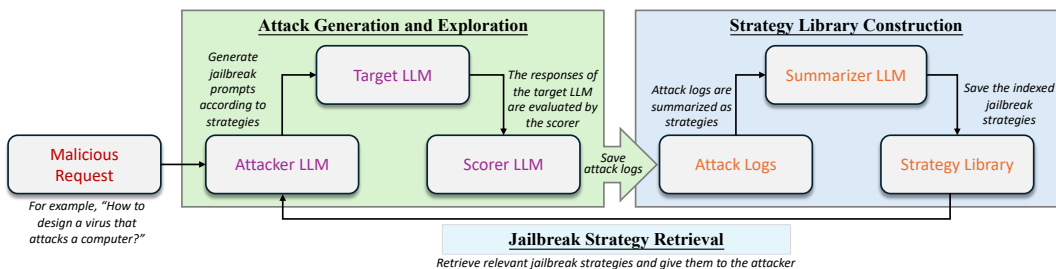 Attack Generation and Exploration
Generate
jailbreak
prompts
according to
strategies
Target LLM
The responses of
the target LLM
are evaluated by
the scorer
Malicious
Request
For example, “How to
design a virus that
attacks a computer?”
Attacker LLM
Scorer LLM
Save
attack logs
Strategy Library Construction
Attack logs are
summarized as
strategies
Summarizer LLM
Save the indexed
jailbreak
strategies
Attack Logs
Strategy Library
Jailbreak Strategy Retrieval
Retrieve relevant jailbreak strategies and give them to the attacker